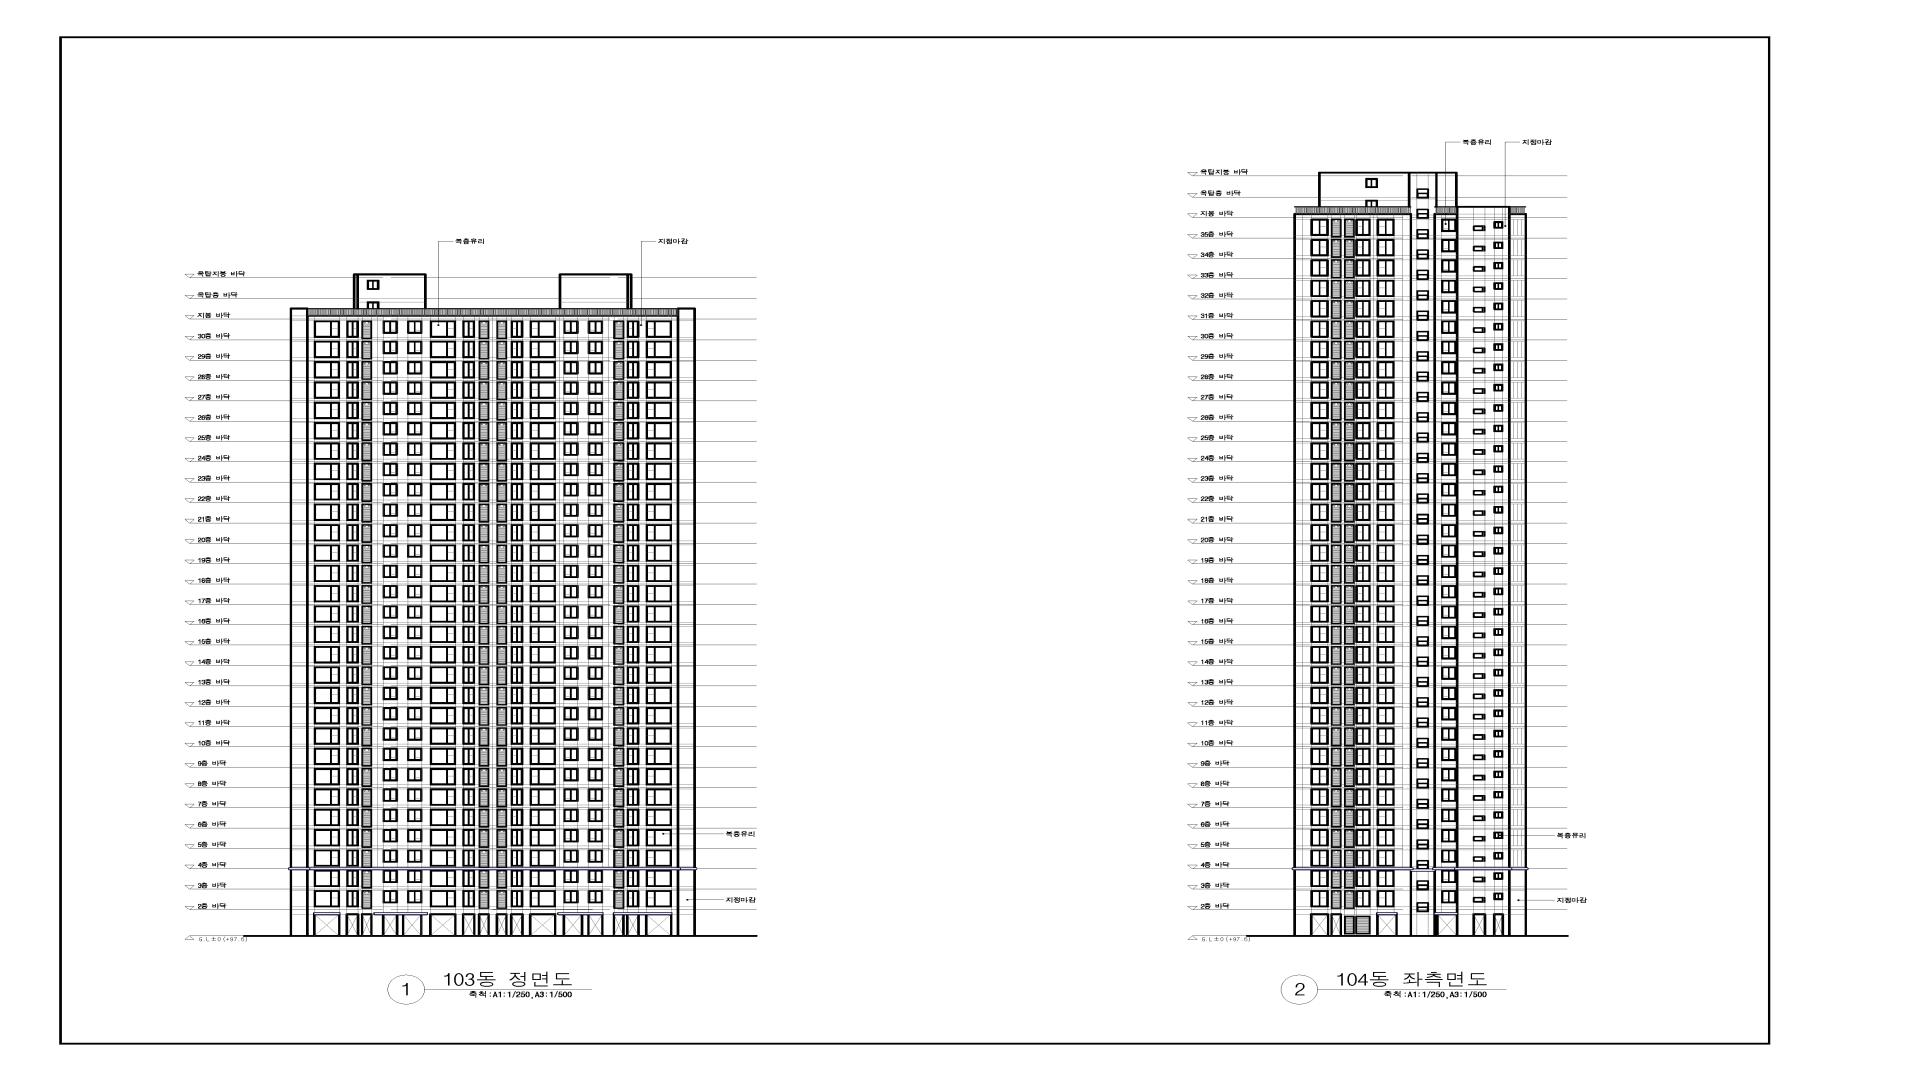 복층유리
지정마감
옥탑지붕 바닥
옥탑층 바닥
지붕 바닥
30층 바닥
29층 바닥
28층 바닥
27층 바닥
26층 바닥
25층 바닥
24층 바닥
23층 바닥
22층 바닥
21층 바닥
20층 바닥
19층 바닥
18층 바닥
17층 바닥
16층 바닥
15층 바닥
14층 바닥
13층 바닥
12층 바닥
11층 바닥
10층 바닥
9층 바닥
8층 바닥
7층 바닥
6층 바닥
복층유리
5층 바닥
4층 바닥
3층 바닥
지정마감
2층 바닥
G.L ±0 (+97.6)
1
103동 정면도
축척 : A1 : 1/250 , A3 : 1/500
복층유리
지정마감
옥탑지붕 바닥
옥탑층 바닥
지붕 바닥
35층 바닥
34층 바닥
33층 바닥
32층 바닥
31층 바닥
30층 바닥
29층 바닥
28층 바닥
27층 바닥
26층 바닥
25층 바닥
24층 바닥
23층 바닥
22층 바닥
21층 바닥
20층 바닥
19층 바닥
18층 바닥
17층 바닥
16층 바닥
15층 바닥
14층 바닥
13층 바닥
12층 바닥
11층 바닥
10층 바닥
9층 바닥
8층 바닥
7층 바닥
6층 바닥
복층유리
5층 바닥
4층 바닥
3층 바닥
지정마감
2층 바닥
G.L ±0 (+97.6)
2
104동 좌측면도
축척 : A1 : 1/250 , A3 : 1/500